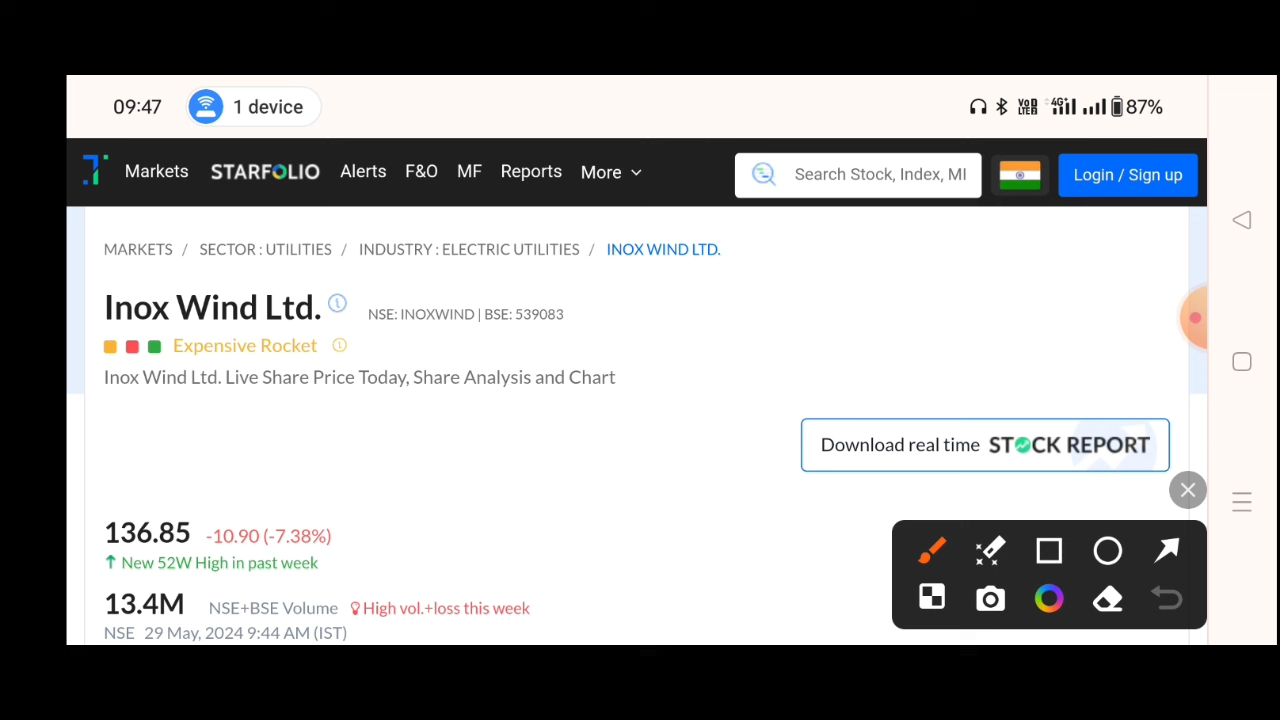 09:47 1 device VoD LTE R 4G+ 87%
Markets STARFOLIO Alerts F&O MF Reports More Search Stock, Index, MI Login / Sign up
MARKETS / SECTOR : UTILITIES / INDUSTRY : ELECTRIC UTILITIES / INOX WIND LTD.
Inox Wind Ltd. NSE: INOXWIND | BSE: 539083
Expensive Rocket
Inox Wind Ltd. Live Share Price Today, Share Analysis and Chart
Download real time STOCK REPORT
136.85 -10.90 (-7.38%)
New 52W High in past week
13.4M NSE+BSE Volume High vol.+loss this week
NSE 29 May, 2024 9:44 AM (IST)